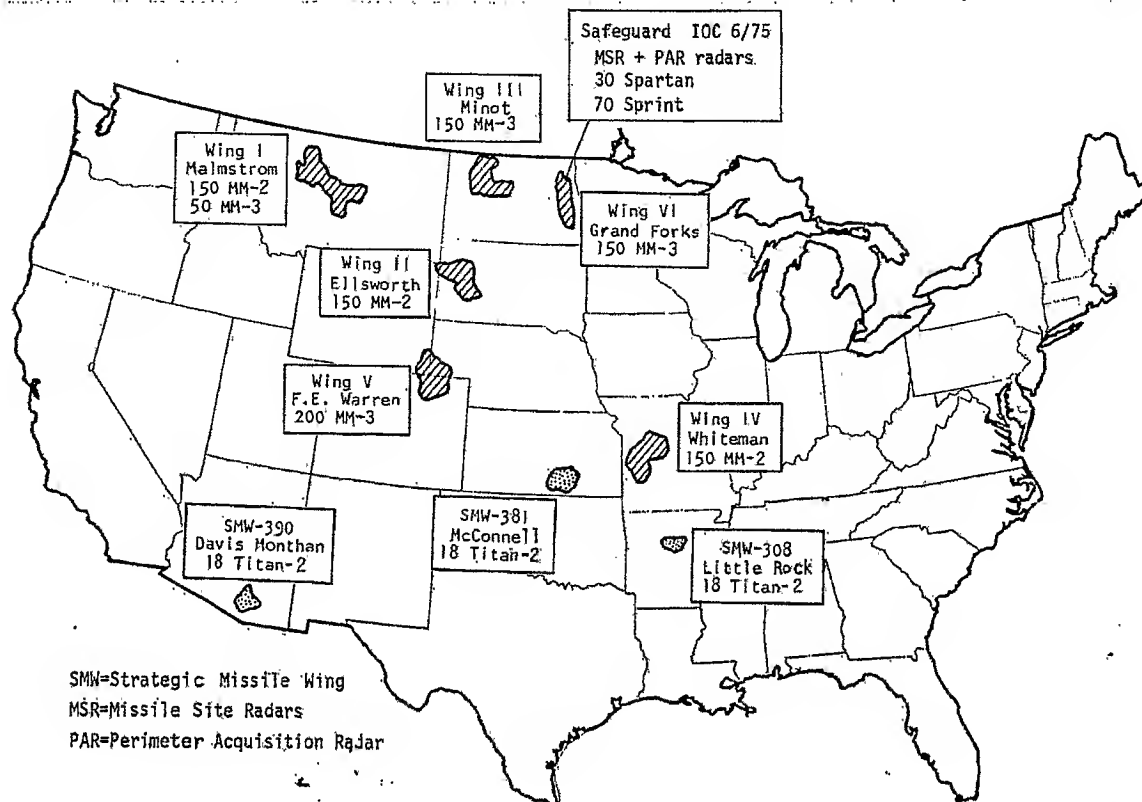 Safeguard IOC 6/75
MSR + PAR radars
30 Spartan
70 Sprint
Wing III
Minot
150 MM-3
Wing I
Malmstrom
150 MM-2
50 MM-3
Wing VI
Grand Forks
150 MM-3
Wing II
Ellsworth
150 MM-2
Wing V
F.E. Warren
200 MM-3
Wing IV
Whiteman
150 MM-2
SMW-390
Davis Monthan
18 Titan-2
SMW-381
McConnell
18 Titan-2
SMW-308
Little Rock
18 Titan-2
SMW=Strategic Missile Wing
MSR=Missile Site Radars
PAR=Perimeter Acquisition Radar